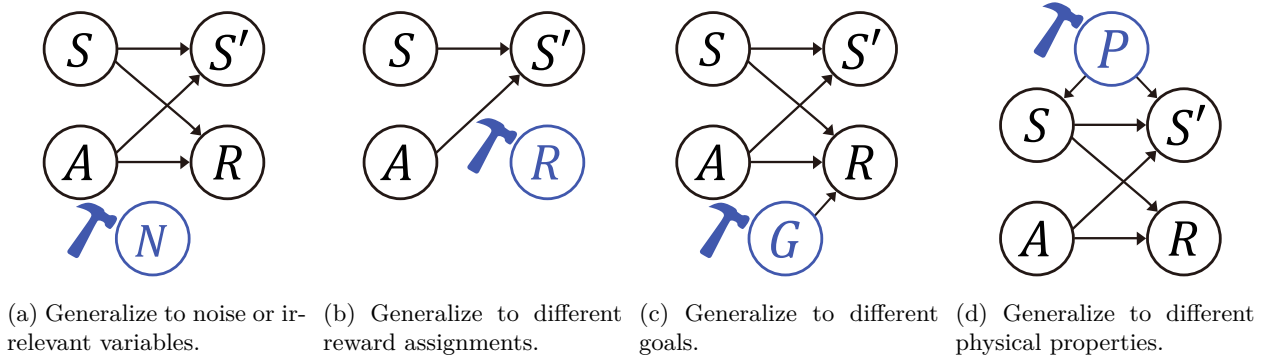 S S′
A R
N
(a) Generalize to noise or ir-
relevant variables.
S S′
A R
(b) Generalize to different
reward assignments.
S S′
A R
G
(c) Generalize to different
goals.
P
S S′
A R
(d) Generalize to different
physical properties.